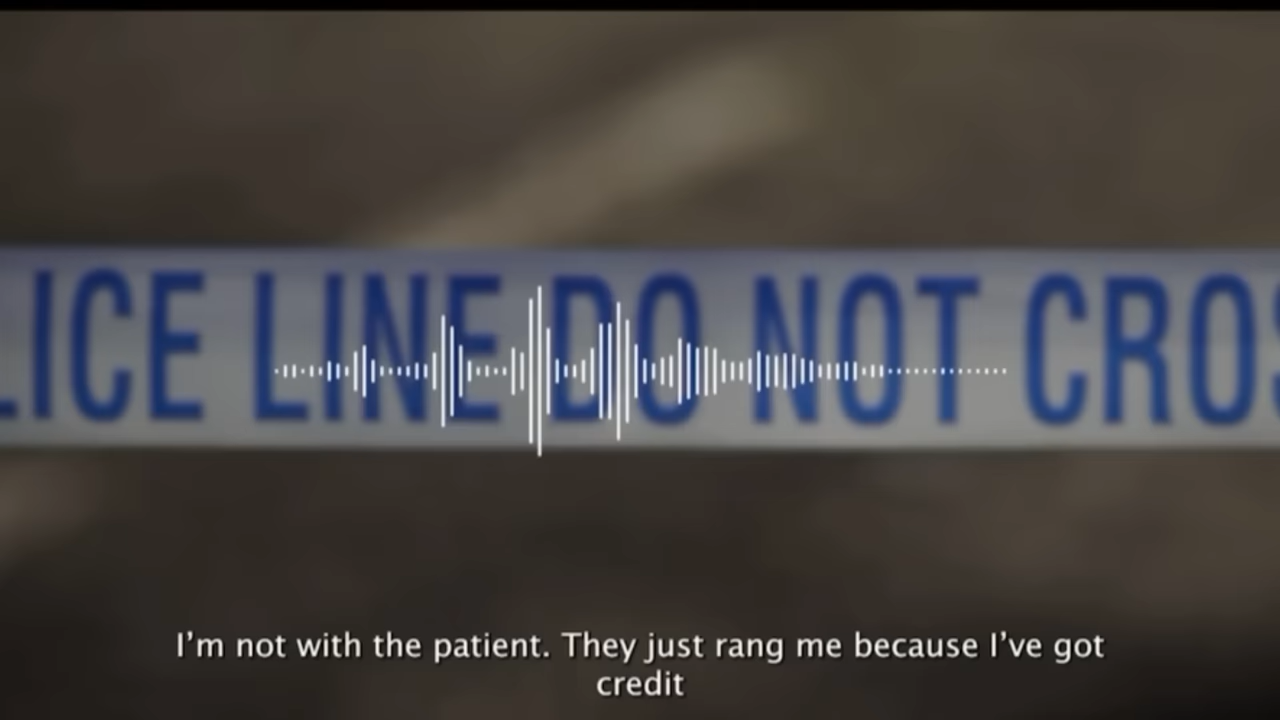 LICE LINE DO NOT CROS
I'm not with the patient. They just rang me because I've got
credit